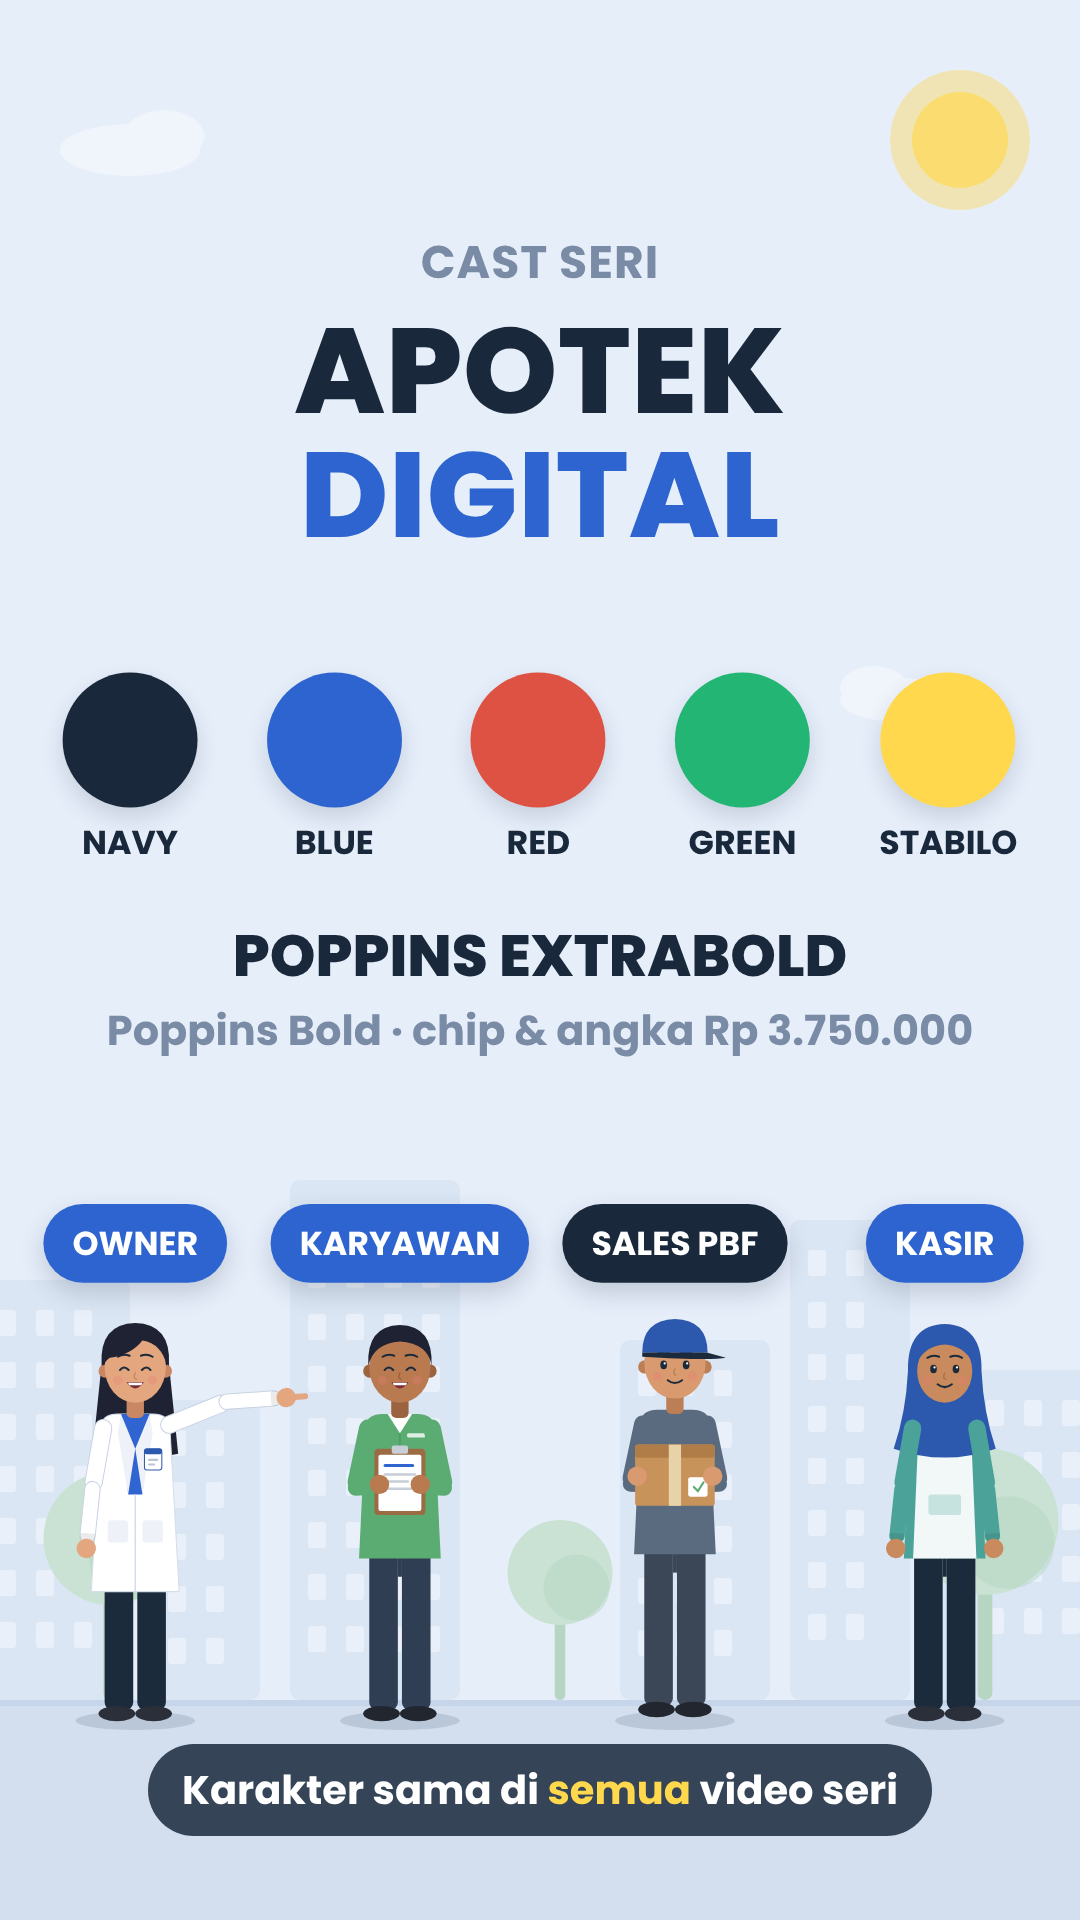 CAST SERI
APOTEK
DIGITAL
NAVY BLUE RED GREEN STABILO
POPPINS EXTRABOLD
Poppins Bold · chip & angka Rp 3.750.000
OWNER KARYAWAN SALES PBF KASIR
Karakter sama di semua video seri